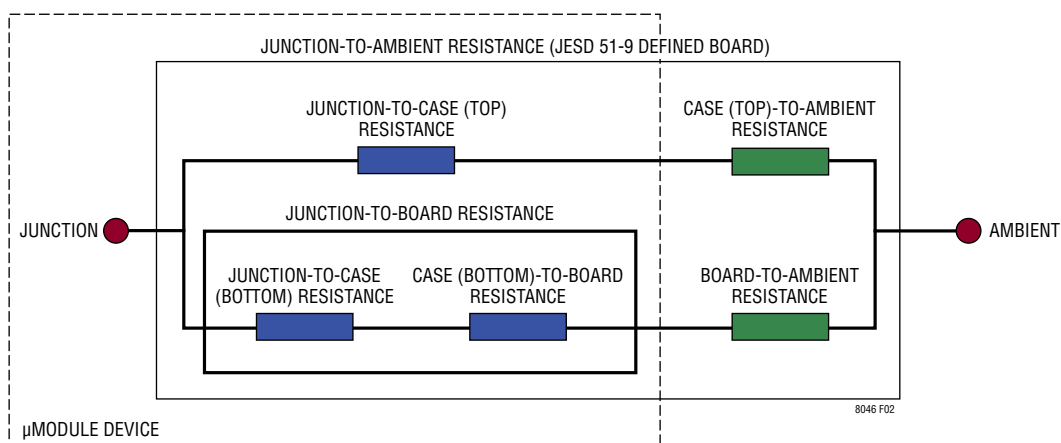 JUNCTION-TO-AMBIENT RESISTANCE (JESD 51-9 DEFINED BOARD)
JUNCTION-TO-CASE (TOP)
RESISTANCE
CASE (TOP)-TO-AMBIENT
RESISTANCE
JUNCTION-TO-BOARD RESISTANCE
JUNCTION
AMBIENT
JUNCTION-TO-CASE
(BOTTOM) RESISTANCE
CASE (BOTTOM)-TO-BOARD
RESISTANCE
BOARD-TO-AMBIENT
RESISTANCE
8046 F02
µMODULE DEVICE